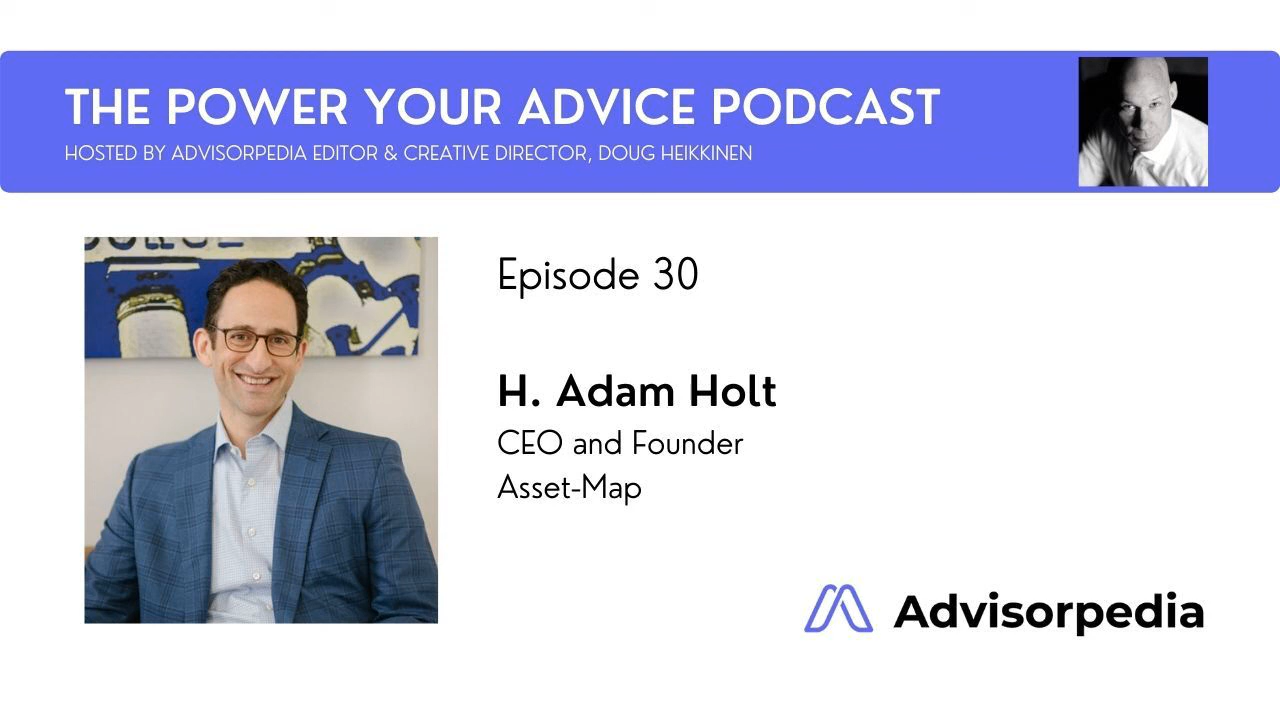 THE POWER YOUR ADVICE PODCAST
HOSTED BY ADVISORPEDIA EDITOR & CREATIVE DIRECTOR, DOUG HEIKKINEN
Episode 30
H. Adam Holt
CEO and Founder
Asset-Map
Advisorpedia